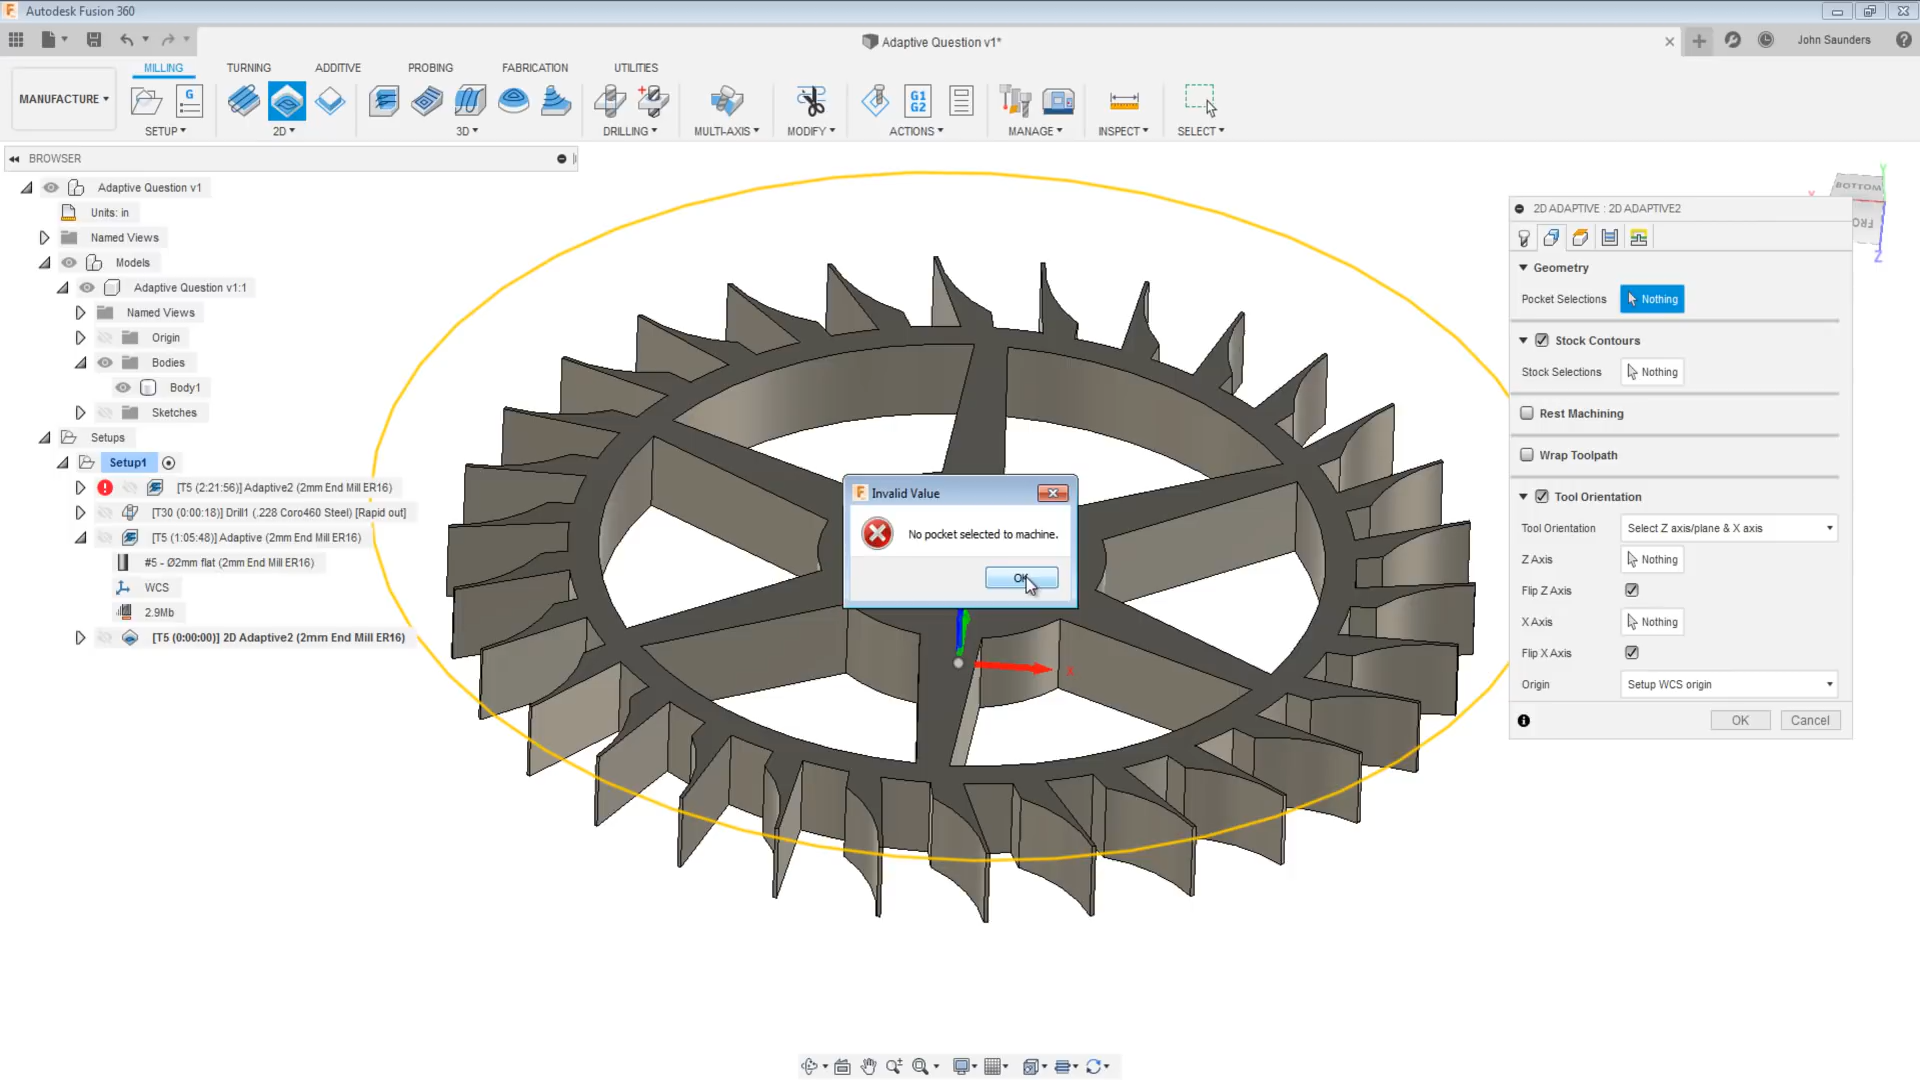 Autodesk Fusion 360
Adaptive Question v1*
John Saunders
MILLING TURNING ADDITIVE PROBING FABRICATION UTILITIES
MANUFACTURE
G
G1
G2
SETUP 2D 3D DRILLING MULTI-AXIS MODIFY ACTIONS MANAGE INSPECT SELECT
BROWSER
Adaptive Question v1
Units: in
Named Views
Models
Adaptive Question v1:1
Named Views
Origin
Bodies
Body1
Sketches
Setups
Setup1
[T5 (2:21:56)] Adaptive2 (2mm End Mill ER16)
[T30 (0:00:18)] Drill1 (.228 Coro460 Steel) [Rapid out]
[T5 (1:05:48)] Adaptive (2mm End Mill ER16)
#5 - Ø2mm flat (2mm End Mill ER16)
WCS
2.9Mb
[T5 (0:00:00)] 2D Adaptive2 (2mm End Mill ER16)
Invalid Value
No pocket selected to machine.
OK
X
BOTTOM
FRO
X
Y
Z
2D ADAPTIVE : 2D ADAPTIVE2
Geometry
Pocket Selections Nothing
Stock Contours
Stock Selections Nothing
Rest Machining
Wrap Toolpath
Tool Orientation
Tool Orientation Select Z axis/plane & X axis
Z Axis Nothing
Flip Z Axis
X Axis Nothing
Flip X Axis
Origin Setup WCS origin
OK Cancel